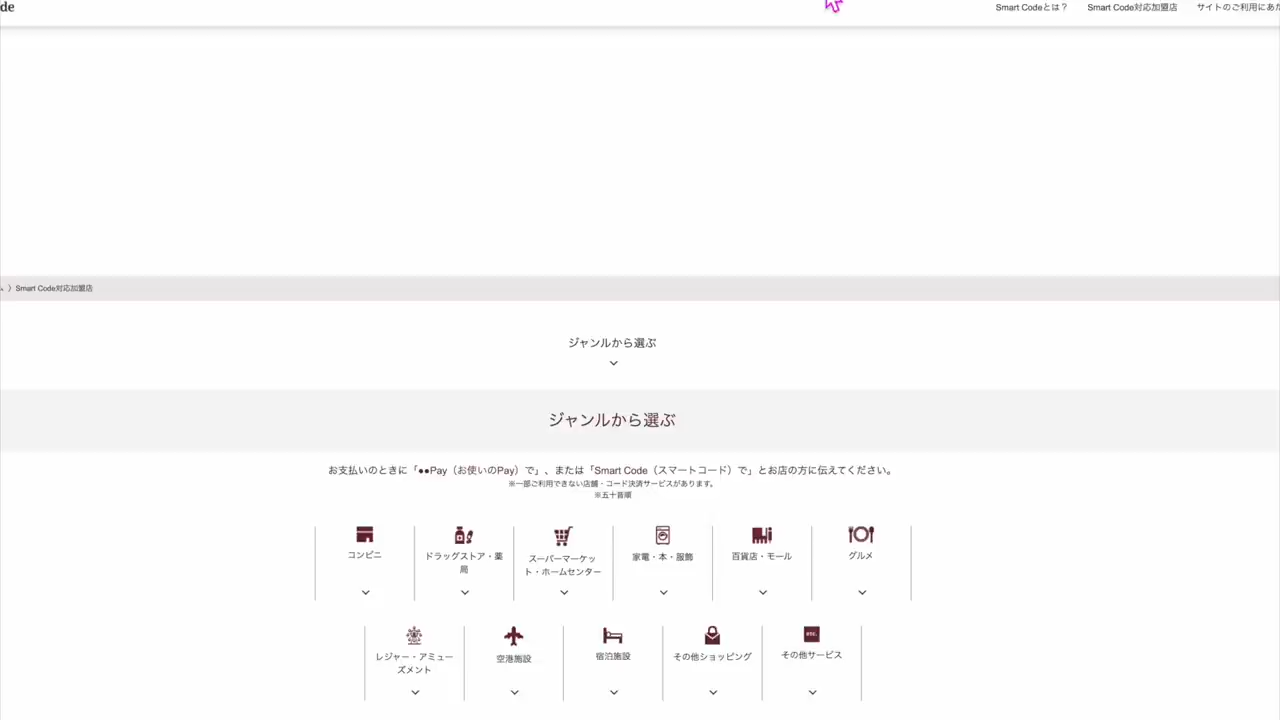 de
Smart Codeとは？ Smart Code対応加盟店 サイトのご利用にあ
〉Smart Code対応加盟店
ジャンルから選ぶ
ジャンルから選ぶ
お支払いのときに「●●Pay（お使いのPay）で」、または「Smart Code（スマートコード）で」とお店の方に伝えてください。
※一部ご利用できない店舗・コード決済サービスがあります。
※五十音順
コンビニ
ドラッグストア・薬
局
スーパーマーケッ
ト・ホームセンター
家電・本・服飾
百貨店・モール
グルメ
レジャー・アミュー
ズメント
空港施設
宿泊施設
その他ショッピング
etc.
その他サービス